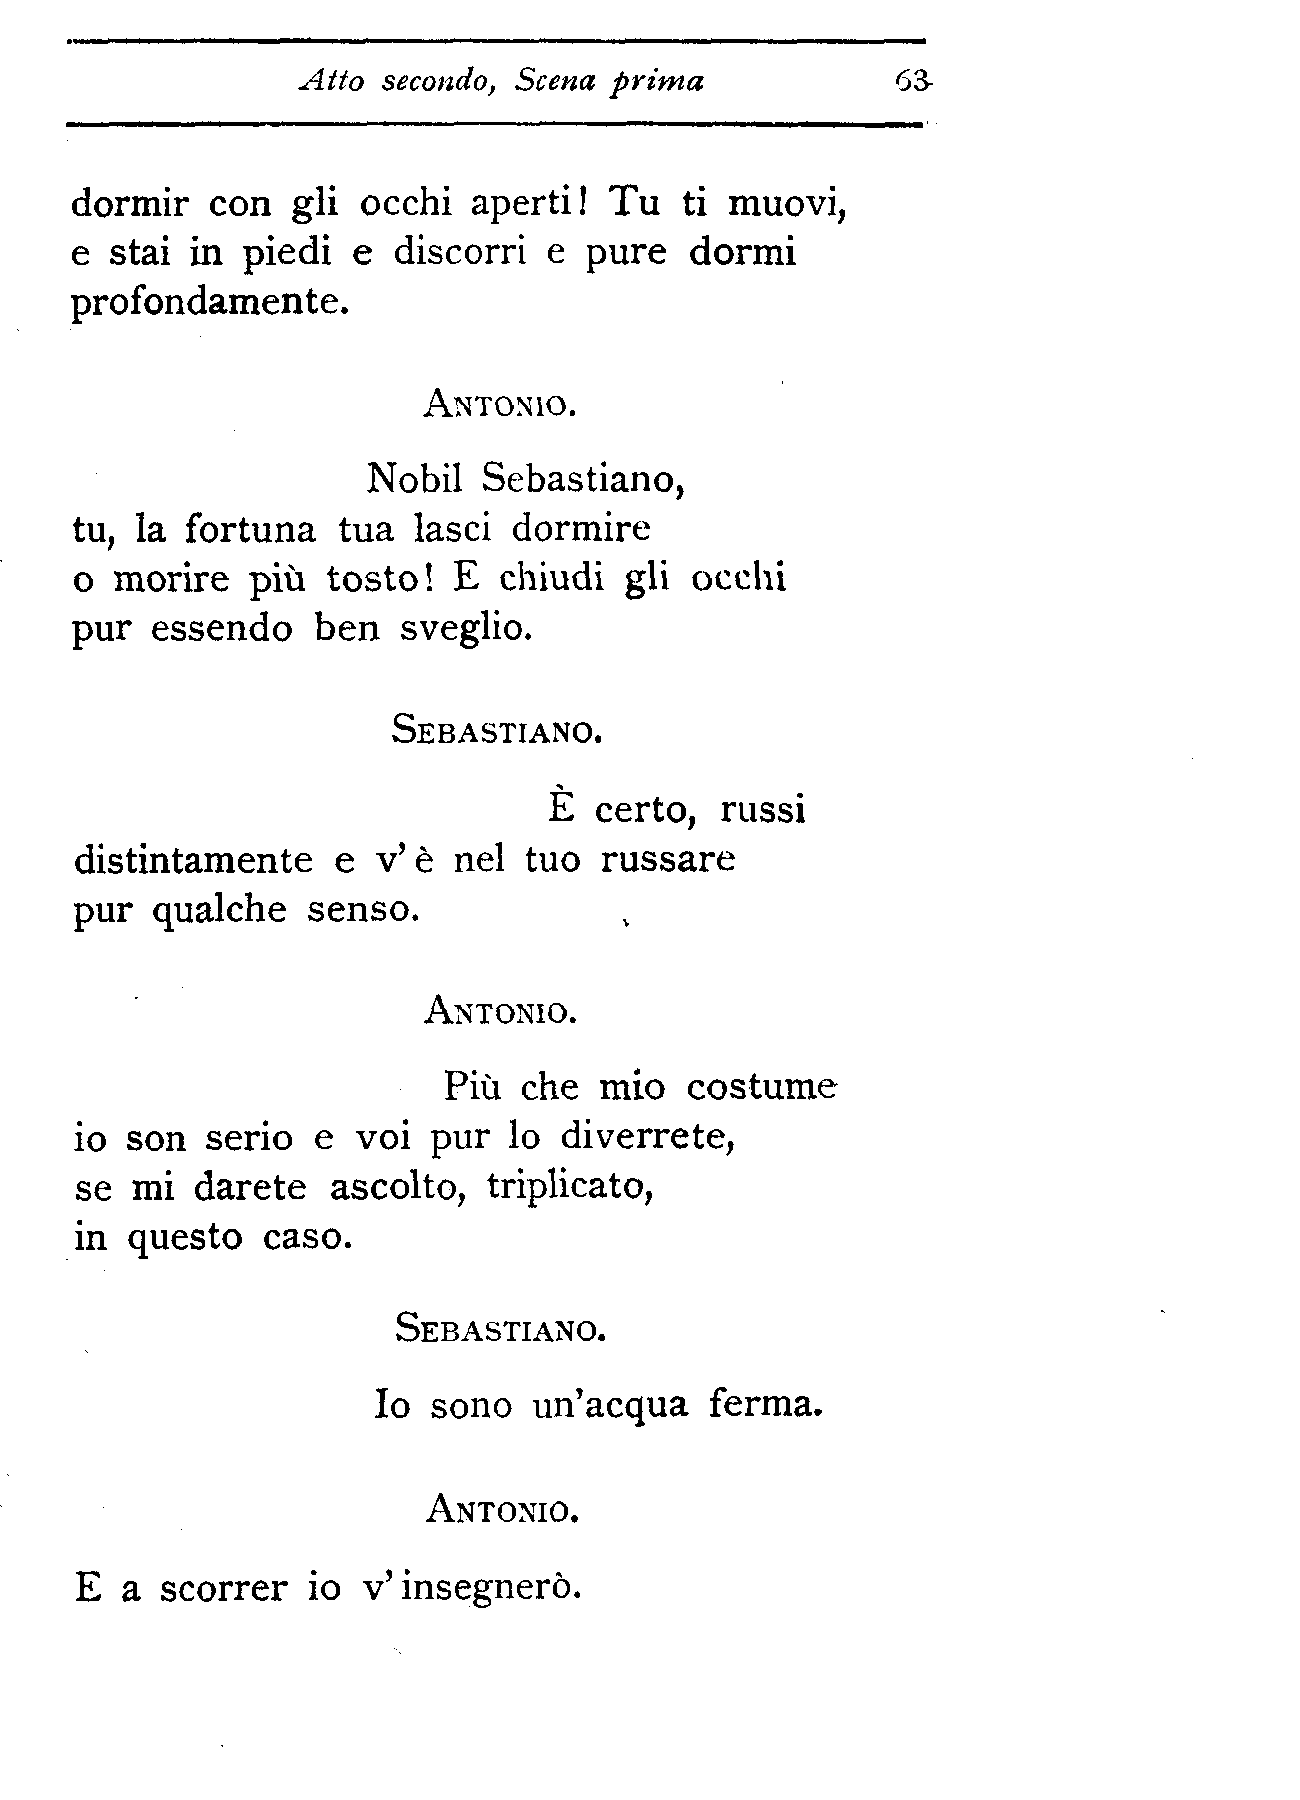 Atto secondo, Scena prima 63
dormir con gli occhi aperti! Tu ti muovi,
e stai in piedi e discorri e pure dormi
profondamente.
ANTONIO.
Nobil Sebastiano,
tu, la fortuna tua lasci dormire
o morire più tosto! E chiudi gli occhi
pur essendo ben sveglio.
SEBASTIANO.
È certo, russi
distintamente e v' è nel tuo russare
pur qualche senso.
ANTONIO.
Più che mio costume
io son serio e voi pur lo diverrete,
se mi darete ascolto, triplicato,
in questo caso.
SEBASTIANO.
Io sono un'acqua ferma.
ANTONIO.
E a scorrer io v' insegnerò.